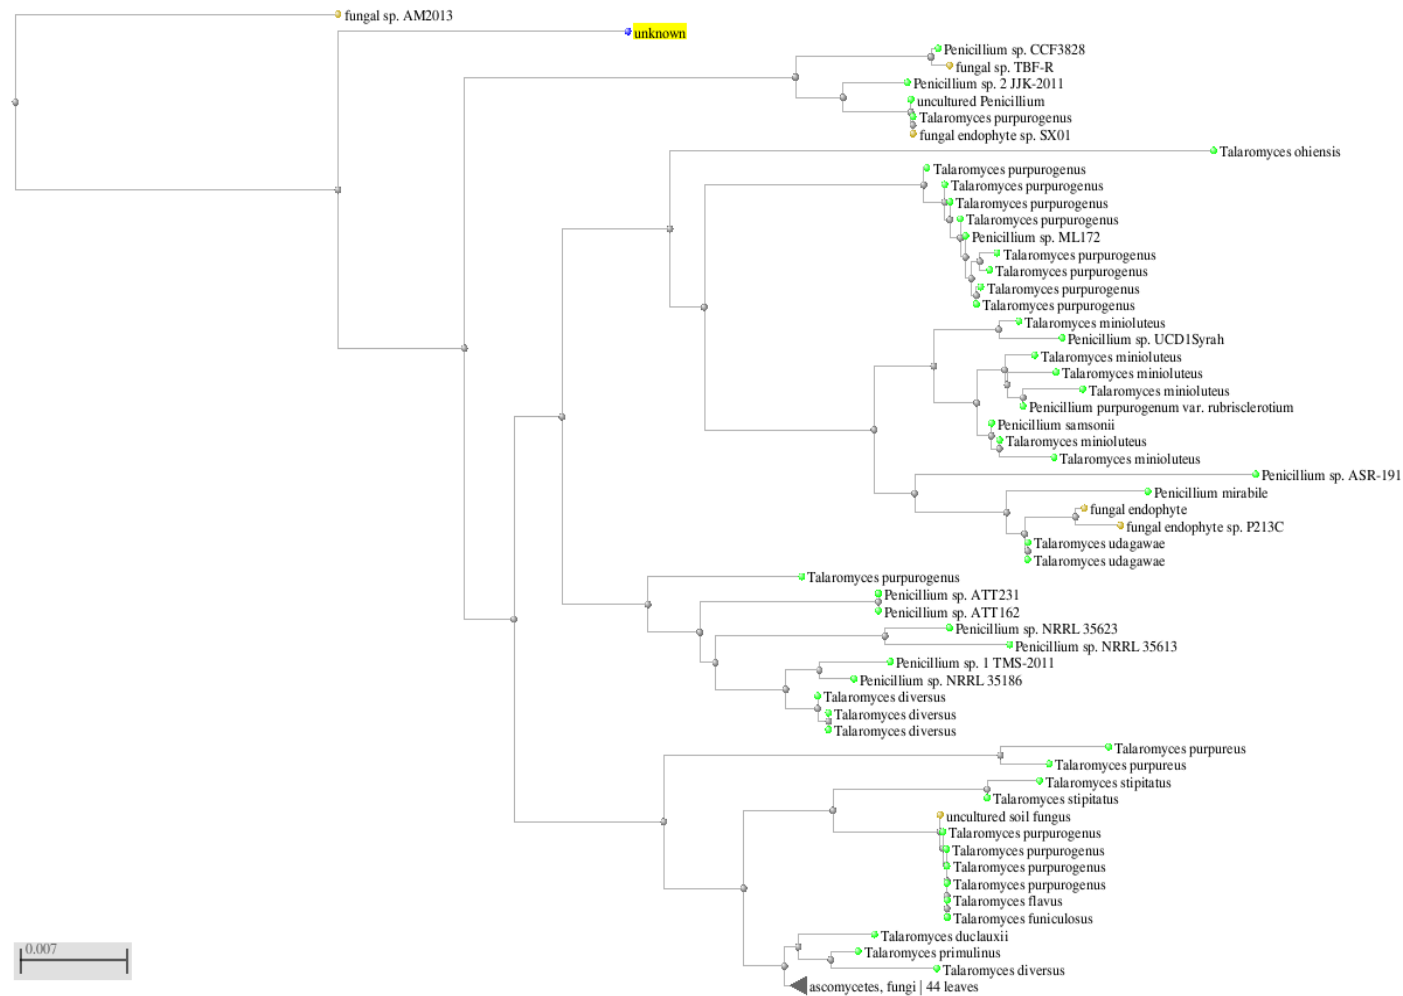 fungal sp. AM2013
unknown
Penicillium sp. CCF3828
fungal sp. TBF-R
Penicillium sp. 2 JJK-2011
uncultured Penicillium
Talaromyces purpurogenus
fungal endophyte sp. SX01
Talaromyces ohiensis
Talaromyces purpurogenus
Talaromyces purpurogenus
Talaromyces purpurogenus
Talaromyces purpurogenus
Penicillium sp. ML172
Talaromyces purpurogenus
Talaromyces purpurogenus
Talaromyces purpurogenus
Talaromyces purpurogenus
Talaromyces minioluteus
Penicillium sp. UCD1Syrah
Talaromyces minioluteus
Talaromyces minioluteus
Talaromyces minioluteus
Penicillium purpurogenum var. rubrisclerotium
Penicillium samsonii
Talaromyces minioluteus
Talaromyces minioluteus
Penicillium sp. ASR-191
Penicillium mirabile
fungal endophyte
fungal endophyte sp. P213C
Talaromyces udagawae
Talaromyces udagawae
Talaromyces purpurogenus
Penicillium sp. ATT231
Penicillium sp. ATT162
Penicillium sp. NRRL 35623
Penicillium sp. NRRL 35613
Penicillium sp. 1 TMS-2011
Penicillium sp. NRRL 35186
Talaromyces diversus
Talaromyces diversus
Talaromyces diversus
Talaromyces purpureus
Talaromyces purpureus
Talaromyces stipitatus
Talaromyces stipitatus
uncultured soil fungus
Talaromyces purpurogenus
Talaromyces purpurogenus
Talaromyces purpurogenus
Talaromyces purpurogenus
Talaromyces flavus
Talaromyces funiculosus
Talaromyces duclauxii
Talaromyces primulinus
Talaromyces diversus
ascomycetes, fungi | 44 leaves
0.007